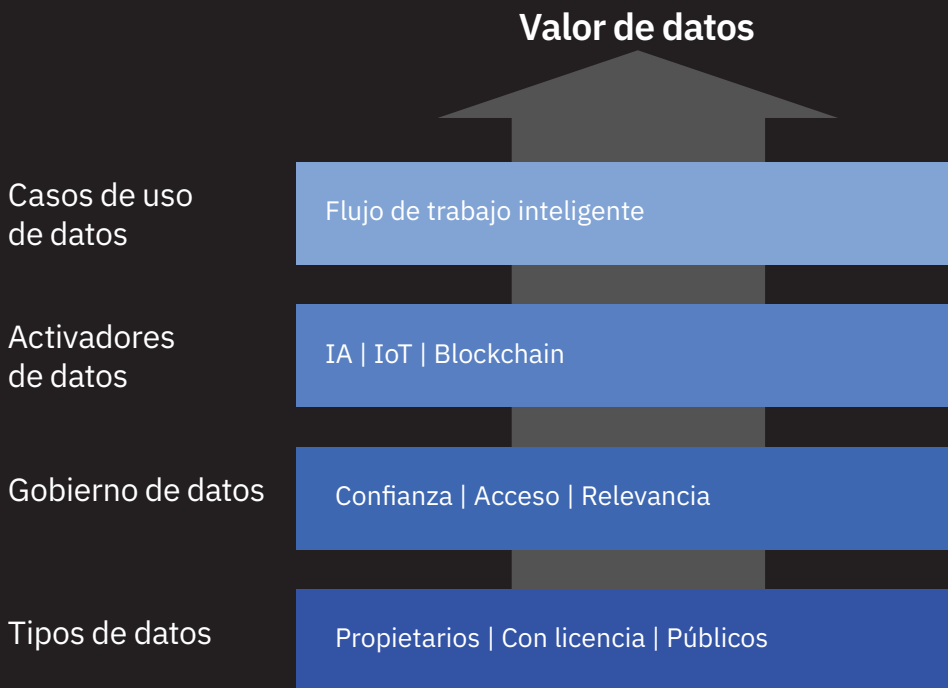 Valor de datos
Casos de uso
de datos
Flujo de trabajo inteligente
Activadores
de datos
IA | IoT | Blockchain
Gobierno de datos
Confianza | Acceso | Relevancia
Tipos de datos
Propietarios | Con licencia | Públicos